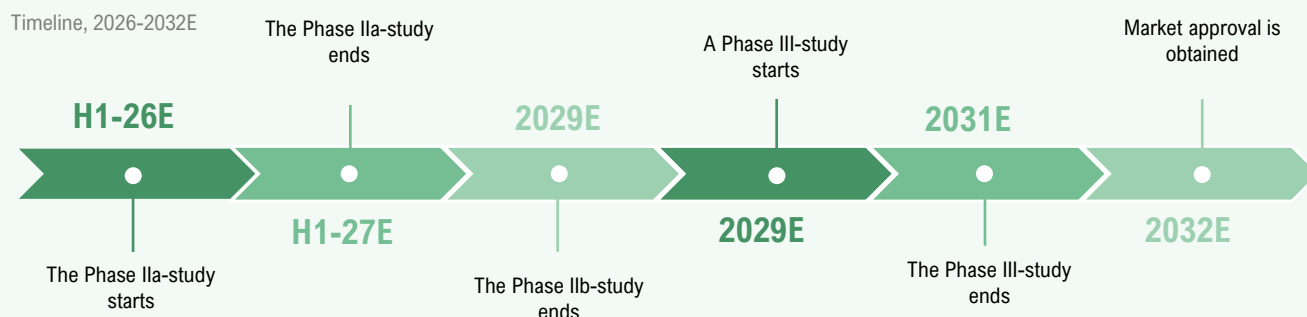 Timeline, 2026-2032E
H1-26E
The Phase IIa-study
starts
The Phase IIa-study
ends
H1-27E
2029E
The Phase IIb-study
ends
A Phase III-study
starts
2029E
2031E
The Phase III-study
ends
Market approval is
obtained
2032E